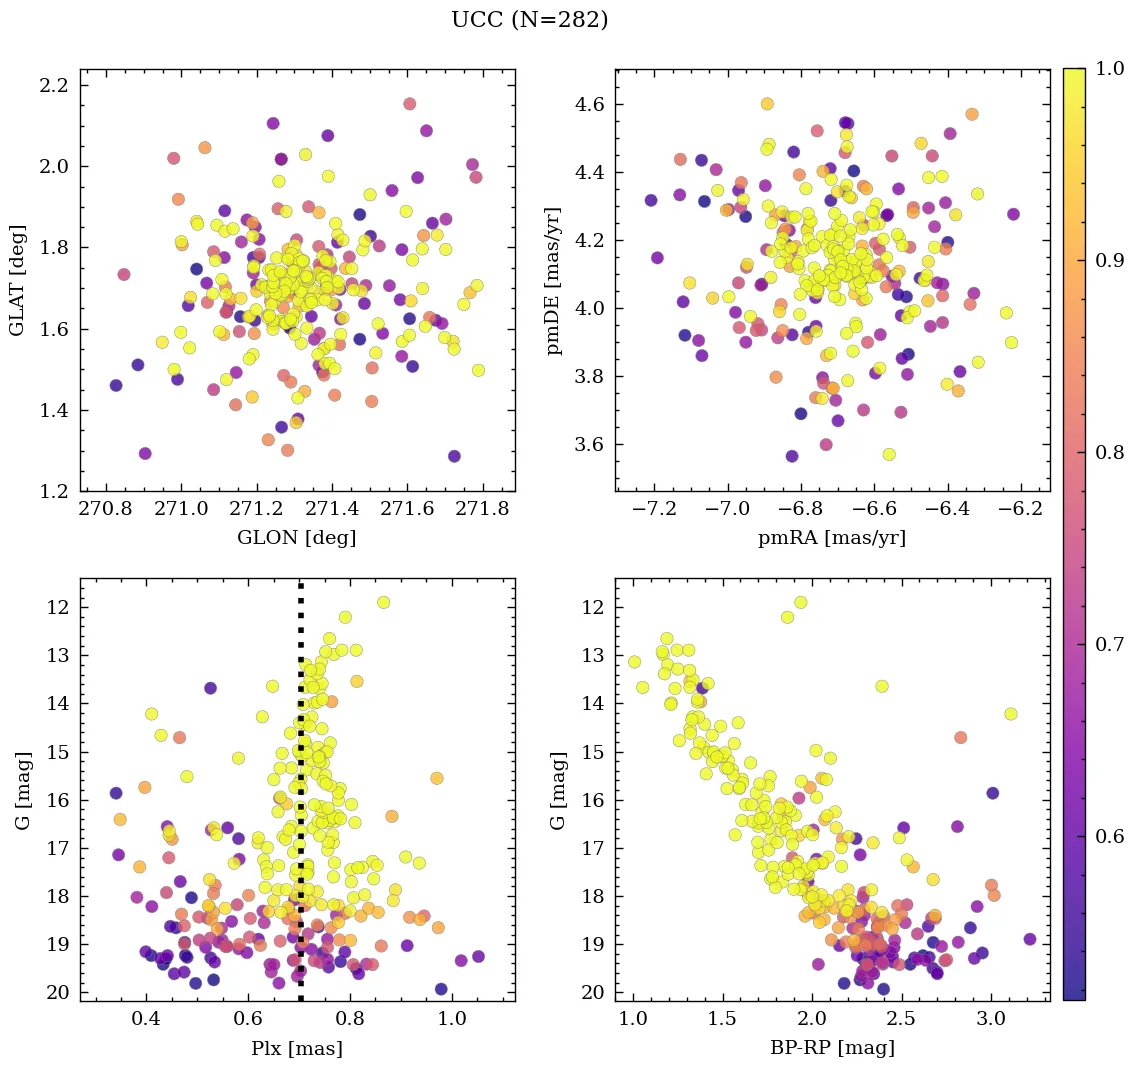 UCC (N=282)
2.2
2.0
1.8
1.6
1.4
1.2
GLAT [deg]
270.8 271.0 271.2 271.4 271.6 271.8
GLON [deg]
4.6
4.4
4.2
4.0
3.8
3.6
pmDE [mas/yr]
−7.2 −7.0 −6.8 −6.6 −6.4 −6.2
pmRA [mas/yr]
12
13
14
15
16
17
18
19
20
G [mag]
0.4 0.6 0.8 1.0
Plx [mas]
12
13
14
15
16
17
18
19
20
G [mag]
1.0 1.5 2.0 2.5 3.0
BP-RP [mag]
1.0
0.9
0.8
0.7
0.6